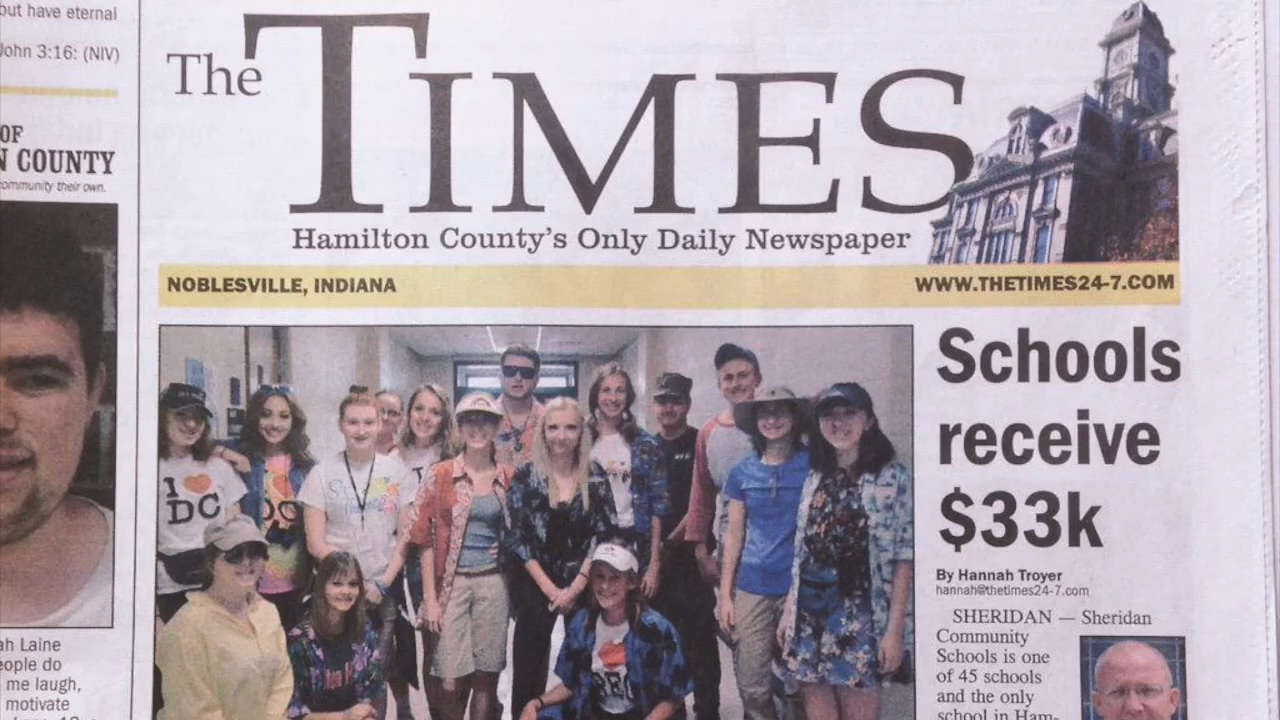 but have eternal
John 3:16: (NIV)
OF
N COUNTY
community their own.
ah Laine
eople do
me laugh,
motivate
The TIMES
Hamilton County's Only Daily Newspaper
NOBLESVILLE, INDIANA
WWW.THETIMES24-7.COM
I
DC
Schools
receive
$33k
By Hannah Troyer
hannah@thetimes24-7.com
SHERIDAN — Sheridan
Community
Schools is one
of 45 schools
and the only
school in Ham-